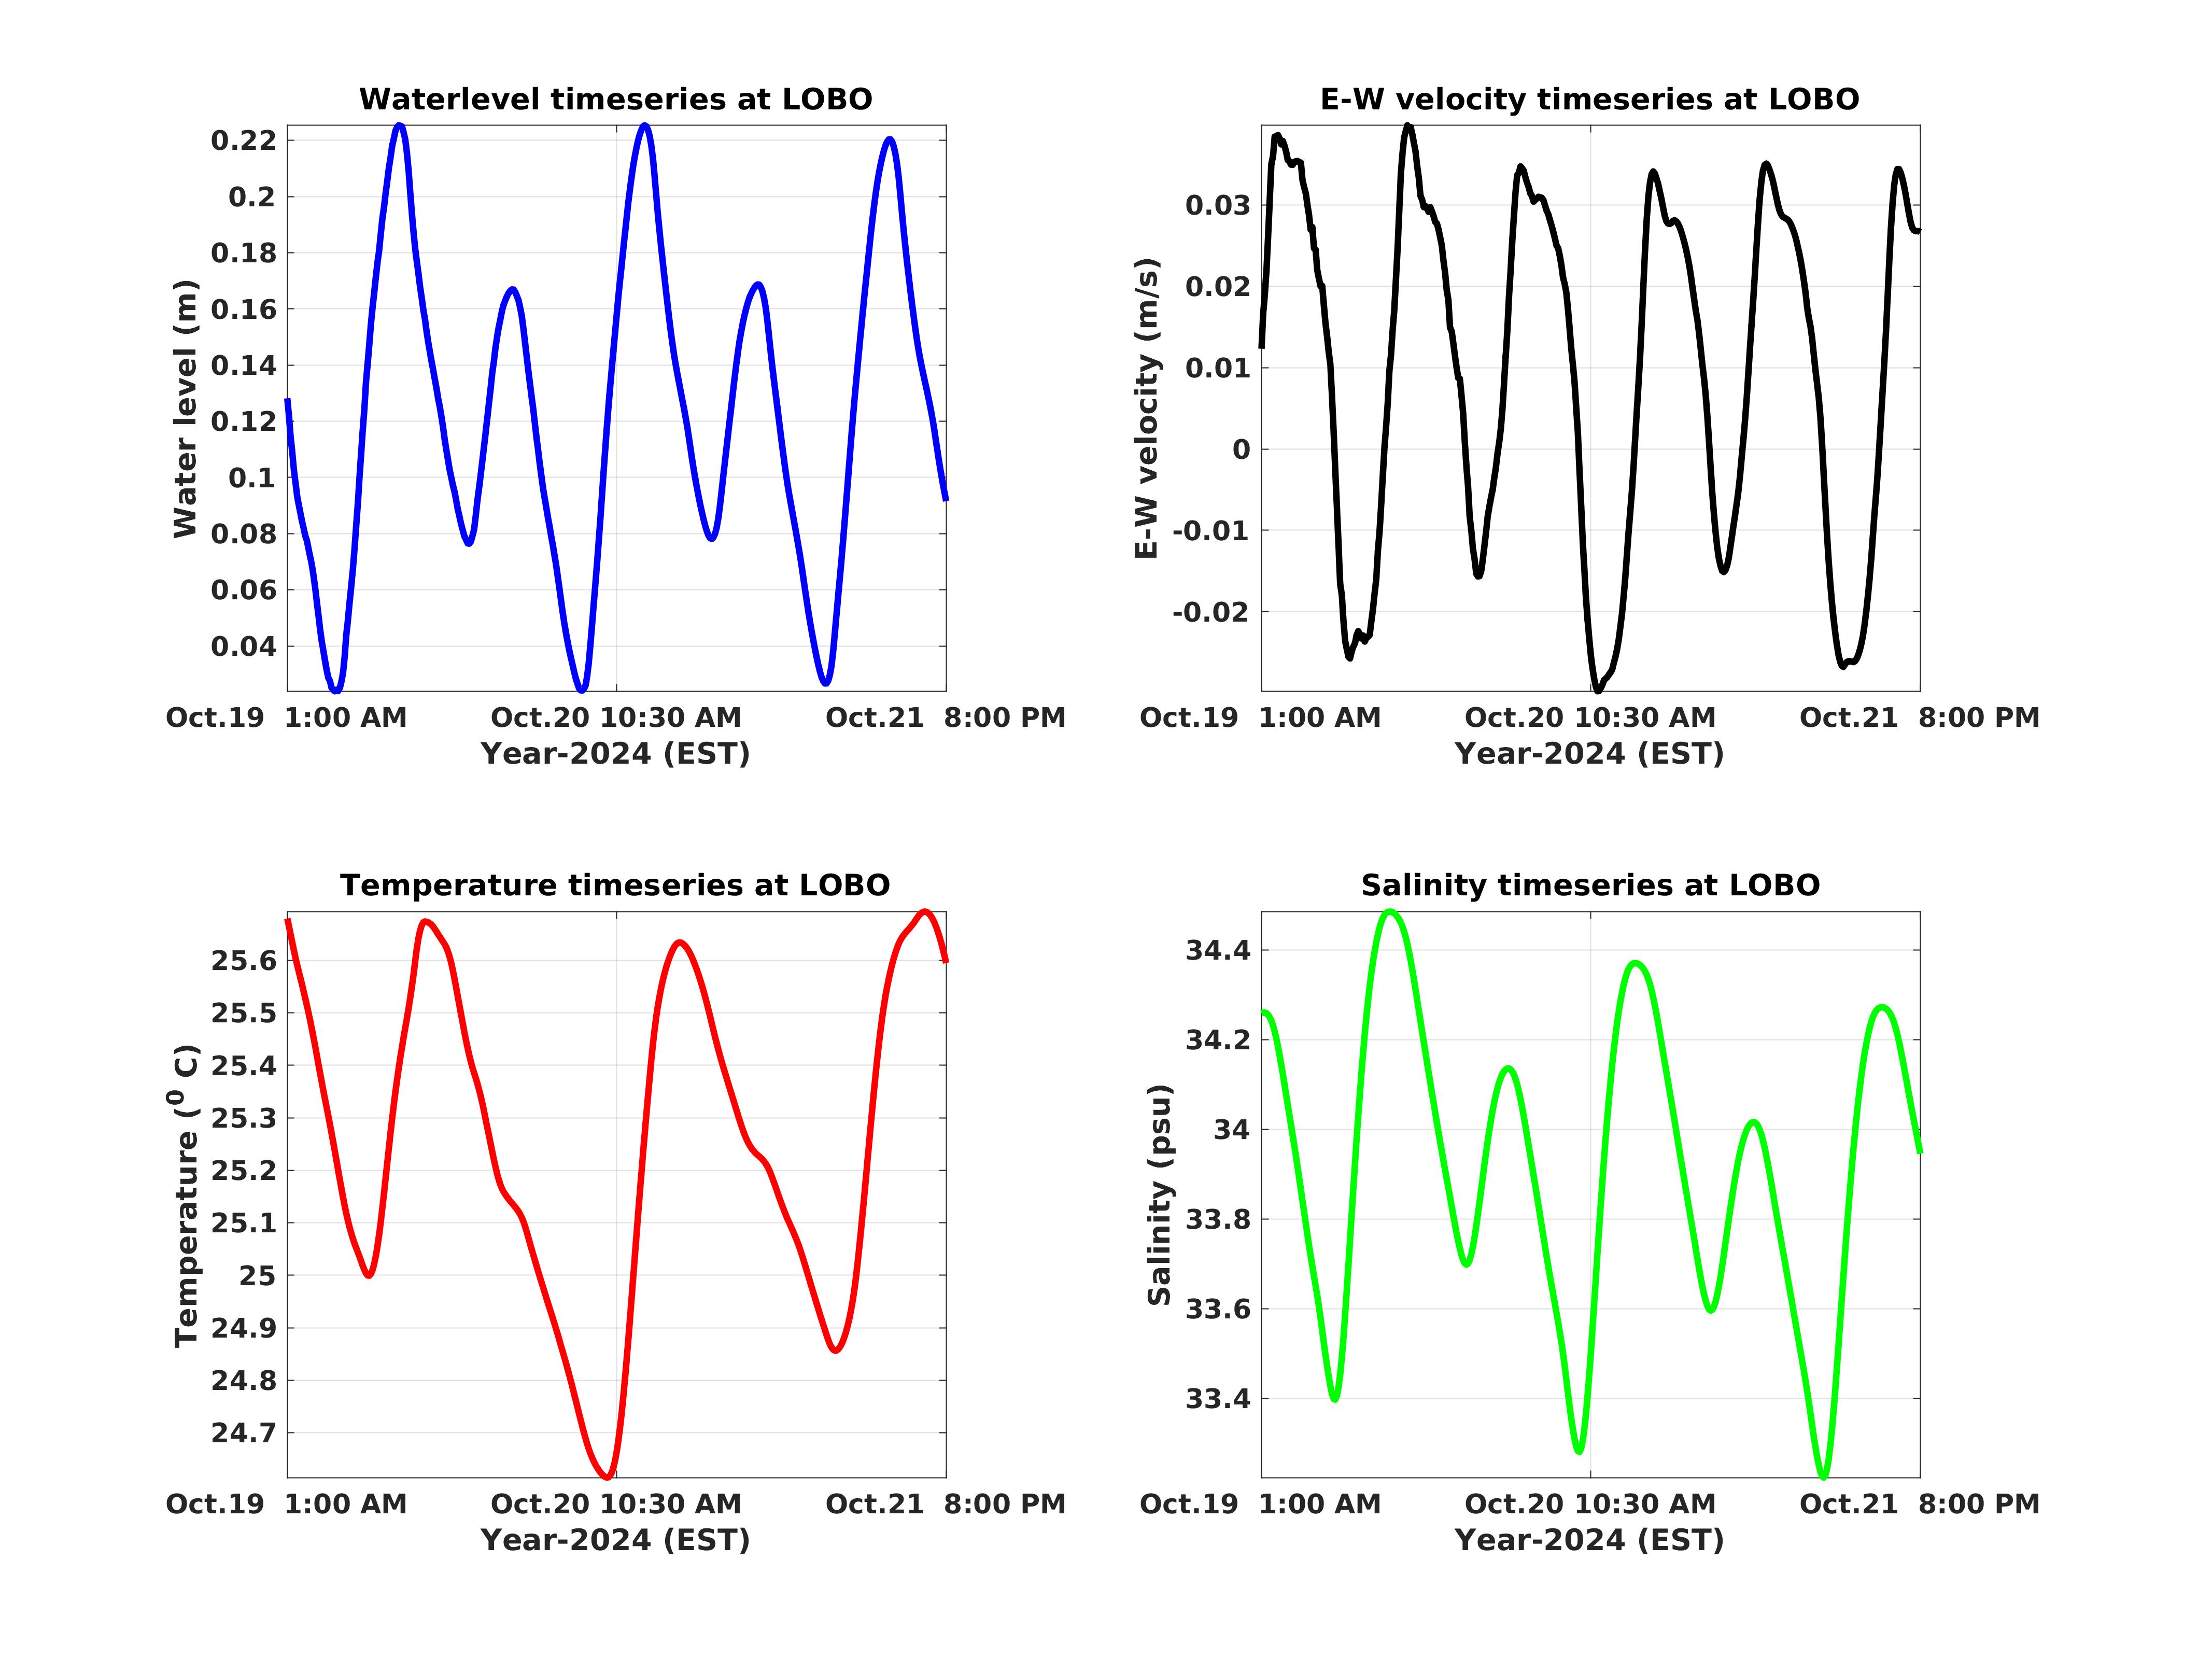 Waterlevel timeseries at LOBO
0.22
0.2
0.18
0.16
0.14
0.12
0.1
0.08
0.06
0.04
Water level (m)
Oct.19 1:00 AM Oct.20 10:30 AM Oct.21 8:00 PM
Year-2024 (EST)
E-W velocity timeseries at LOBO
0.03
0.02
0.01
0
-0.01
-0.02
E-W velocity (m/s)
Oct.19 1:00 AM Oct.20 10:30 AM Oct.21 8:00 PM
Year-2024 (EST)
Temperature timeseries at LOBO
25.6
25.5
25.4
25.3
25.2
25.1
25
24.9
24.8
24.7
Temperature (⁰ C)
Oct.19 1:00 AM Oct.20 10:30 AM Oct.21 8:00 PM
Year-2024 (EST)
Salinity timeseries at LOBO
34.4
34.2
34
33.8
33.6
33.4
Salinity (psu)
Oct.19 1:00 AM Oct.20 10:30 AM Oct.21 8:00 PM
Year-2024 (EST)